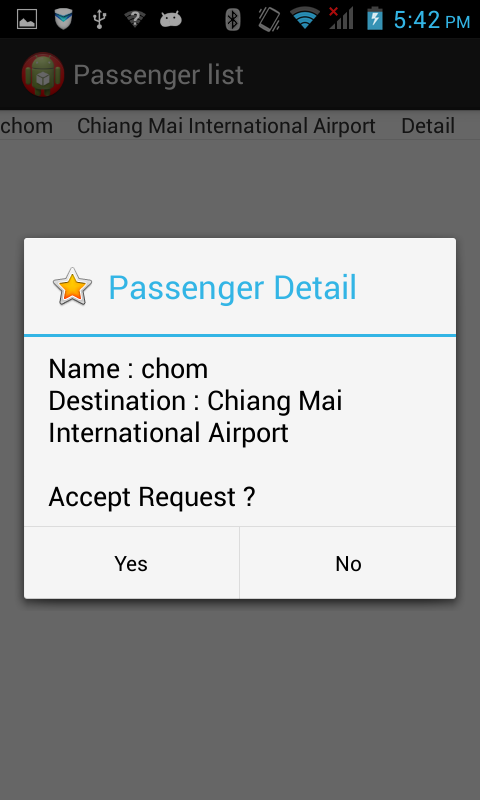 5:42 PM
Passenger list
chom Chiang Mai International Airport Detail
Passenger Detail
Name : chom
Destination : Chiang Mai
International Airport
Accept Request ?
Yes No